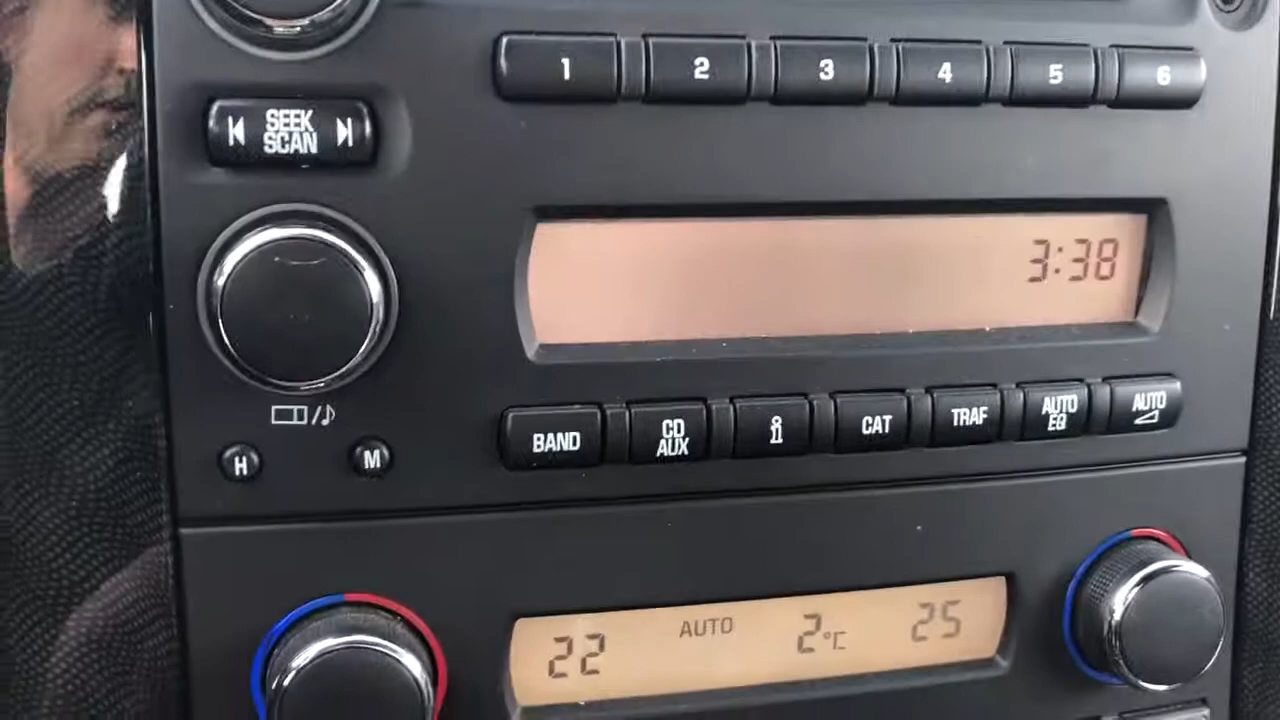 1 2 3 4 5 6
SEEK
SCAN
3:38
BAND
CD
AUX
i
CAT
TRAF
AUTO
EQ
AUTO
H
M
22
AUTO
2°C
25